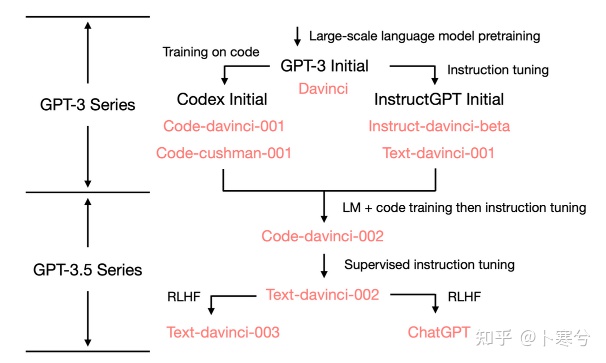 Large-scale language model pretraining
Training on code
GPT-3 Initial
Instruction tuning
Davinci
GPT-3 Series
Codex Initial
InstructGPT Initial
Code-davinci-001
Instruct-davinci-beta
Code-cushman-001
Text-davinci-001
LM + code training then instruction tuning
Code-davinci-002
GPT-3.5 Series
Supervised instruction tuning
RLHF
Text-davinci-002
RLHF
Text-davinci-003
ChatGPT
知乎 @卜寒兮